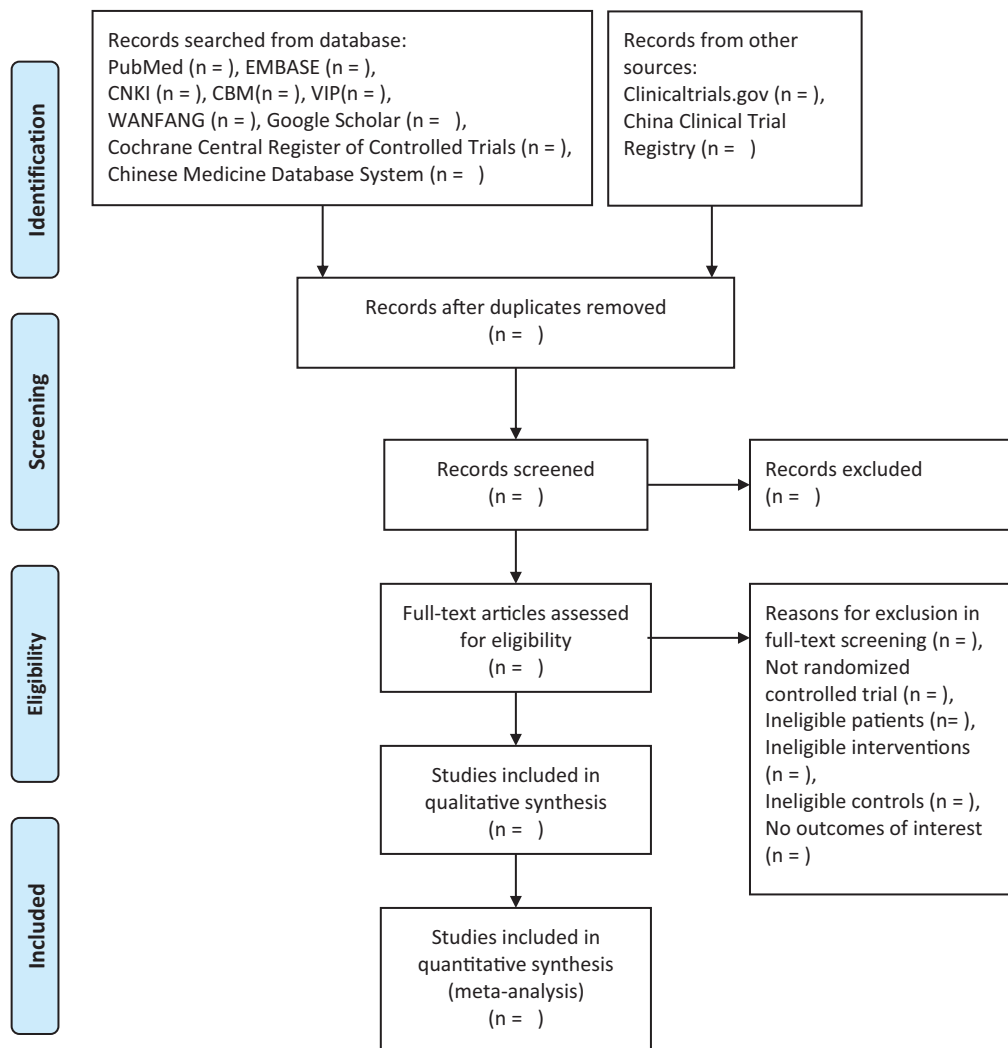 Records searched from database:
PubMed (n = ), EMBASE (n = ),
CNKI (n = ), CBM(n = ), VIP(n = ),
WANFANG (n = ), Google Scholar (n =   ),
Cochrane Central Register of Controlled Trials (n = ),
Chinese Medicine Database System (n =   )
Records from other
sources:
Clinicaltrials.gov (n = ),
China Clinical Trial
Registry (n =   )
Identification
Records after duplicates removed
(n =   )
Screening
Records screened
(n =   )
Records excluded
(n =   )
Eligibility
Full-text articles assessed
for eligibility
(n =   )
Reasons for exclusion in
full-text screening (n = ),
Not randomized
controlled trial (n = ),
Ineligible patients (n= ),
Ineligible interventions
(n = ),
Ineligible controls (n = ),
No outcomes of interest
(n = )
Studies included in
qualitative synthesis
(n =   )
Included
Studies included in
quantitative synthesis
(meta-analysis)
(n =   )